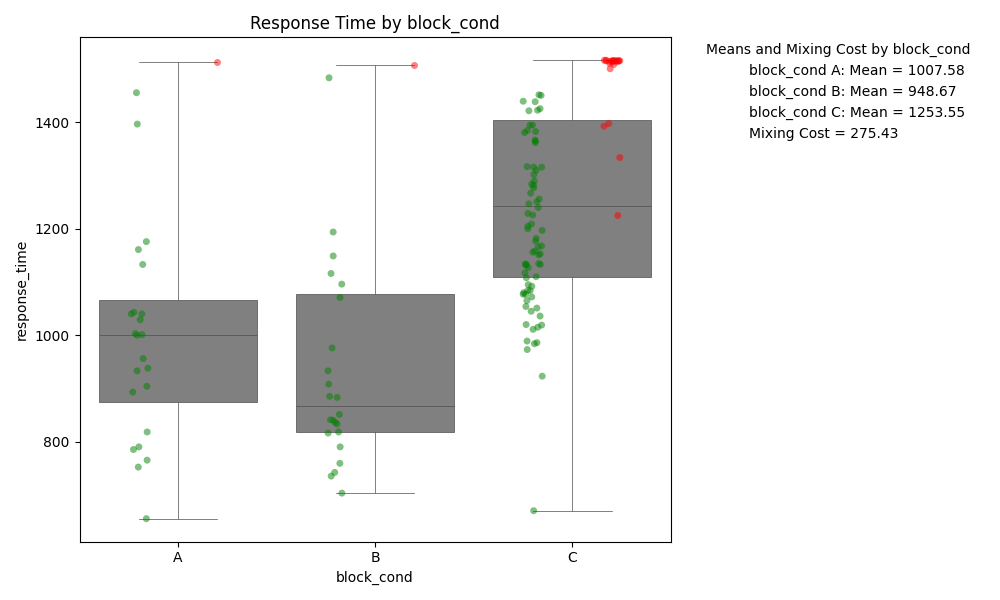 Response Time by block_cond
Means and Mixing Cost by block_cond
block_cond A: Mean = 1007.58
block_cond B: Mean = 948.67
block_cond C: Mean = 1253.55
Mixing Cost = 275.43
response_time
1400
1200
1000
800
A
B
C
block_cond